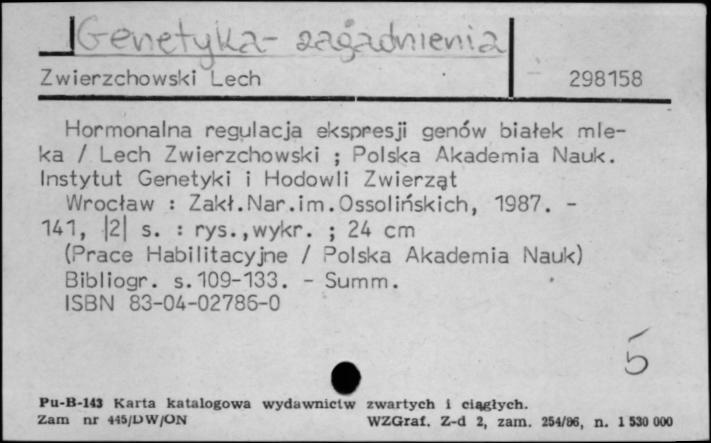 Genetyka- zagadnienia
Zwierzchowski Lech 298158
Hormonalna regulacja ekspresji genów białek mle-
ka / Lech Zwierzchowski ; Polska Akademia Nauk.
Instytut Genetyki i Hodowli Zwierząt
Wrocław : Zakł.Nar.im.Ossolińskich, 1987. -
141, |2| s. : rys.,wykr. ; 24 cm
(Prace Habilitacyjne / Polska Akademia Nauk)
Bibliogr. s.109-133. - Summ.
ISBN 83-04-02786-0
5
Pu-B-143 Karta katalogowa wydawnictw zwartych i ciągłych.
Zam nr 445/DW/ON WZGraf. Z-d 2, zam. 254/86, n. 1 530 000